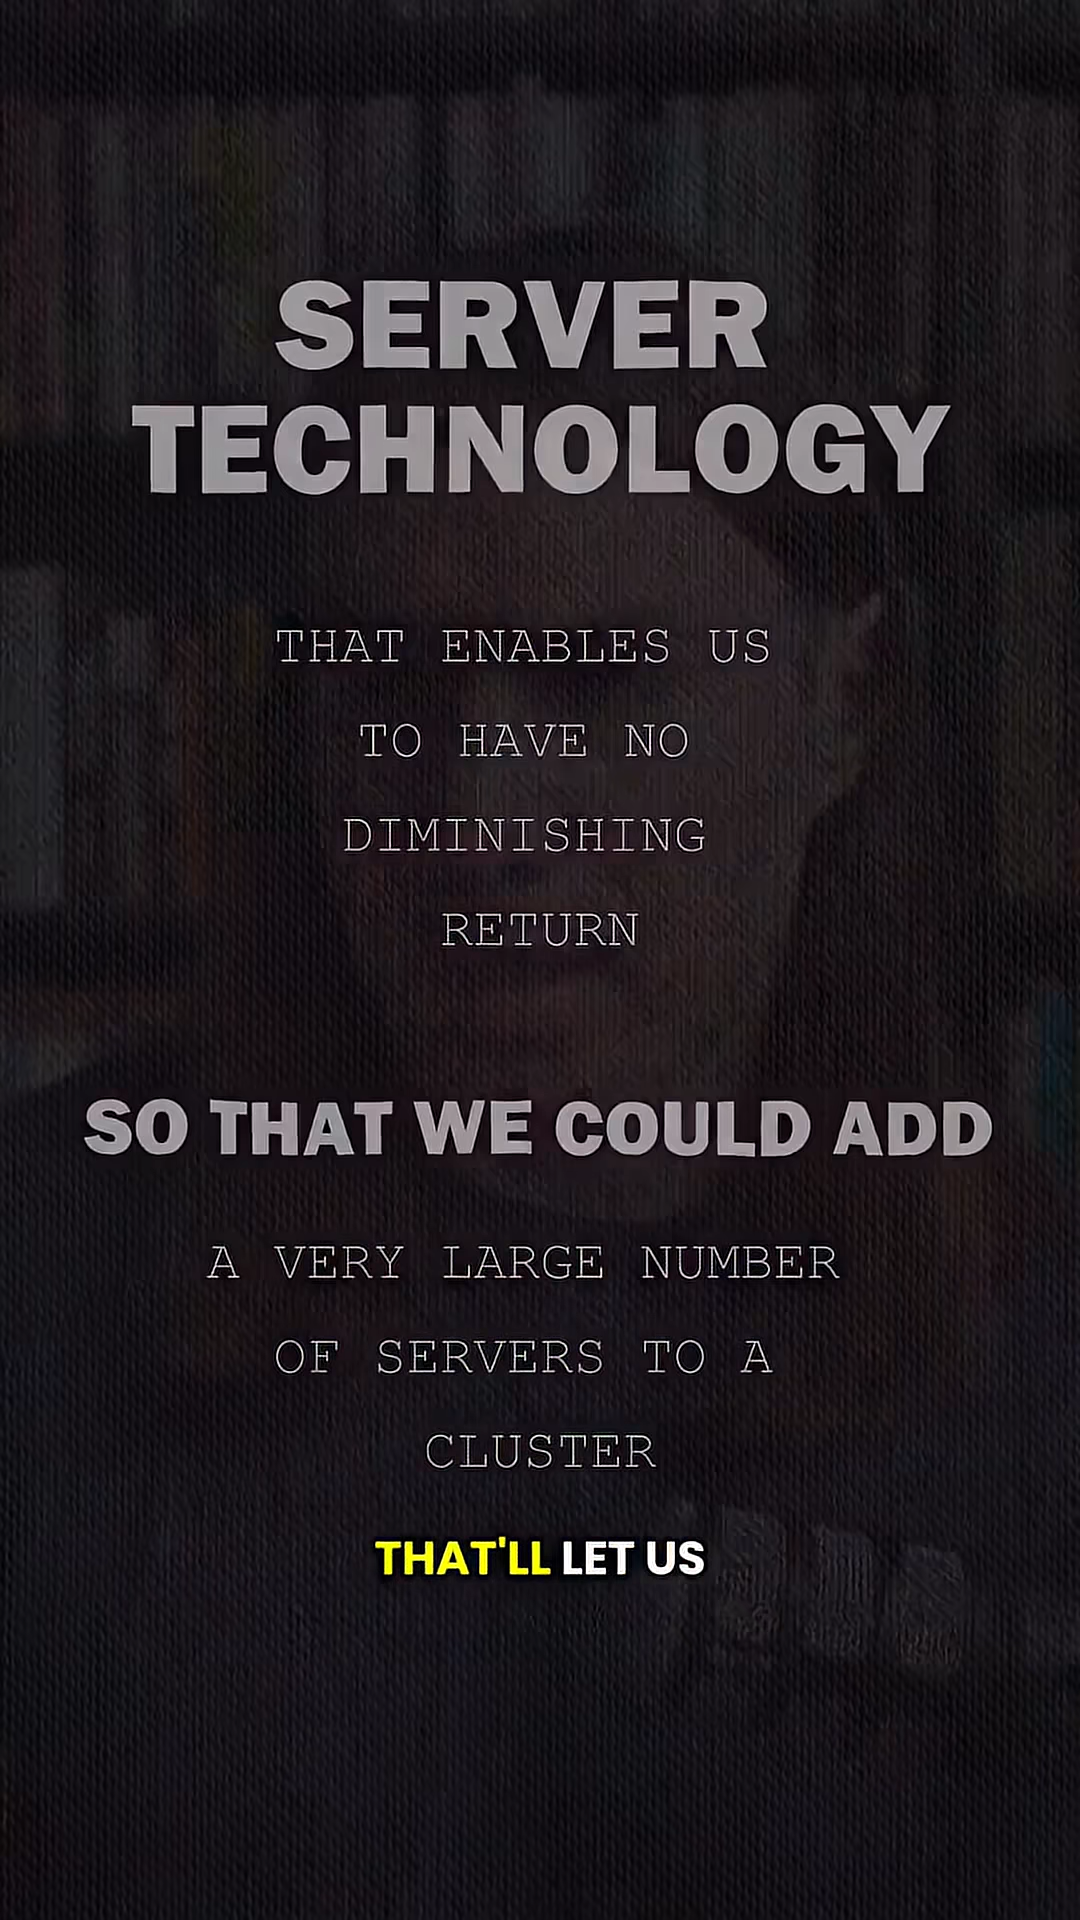 SERVER
TECHNOLOGY
THAT ENABLES US
TO HAVE NO
DIMINISHING
RETURN
SO THAT WE COULD ADD
A VERY LARGE NUMBER
OF SERVERS TO A
CLUSTER
THAT'LL LET US